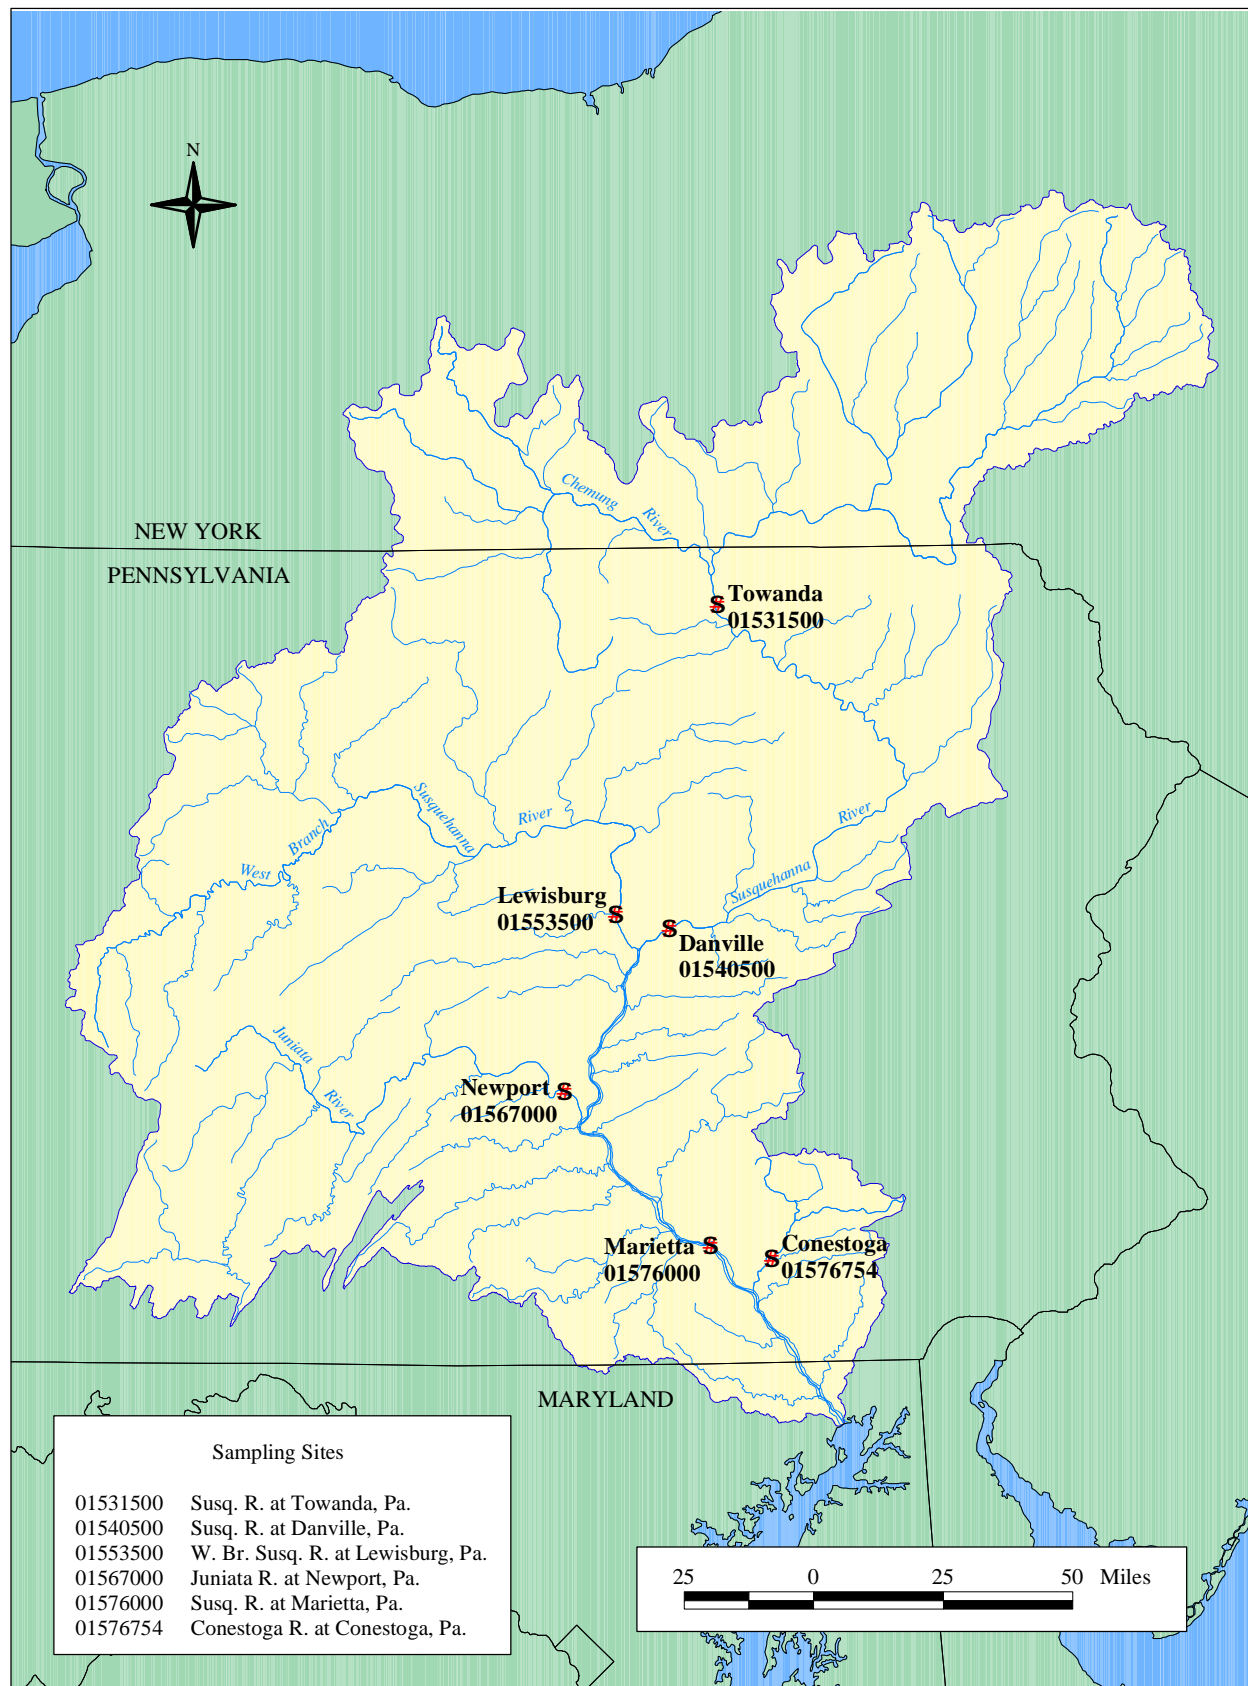 N
NEW YORK
PENNSYLVANIA
Chemung
River
Towanda
01531500
Susquehanna
River
River
Branch
West
Susquehanna
Lewisburg
01553500
Danville
01540500
Juniata
River
Newport
01567000
Marietta
01576000
Conestoga
01576754
MARYLAND
Sampling Sites
01531500 Susq. R. at Towanda, Pa.
01540500 Susq. R. at Danville, Pa.
01553500 W. Br. Susq. R. at Lewisburg, Pa.
01567000 Juniata R. at Newport, Pa.
01576000 Susq. R. at Marietta, Pa.
01576754 Conestoga R. at Conestoga, Pa.
25 0 25 50 Miles